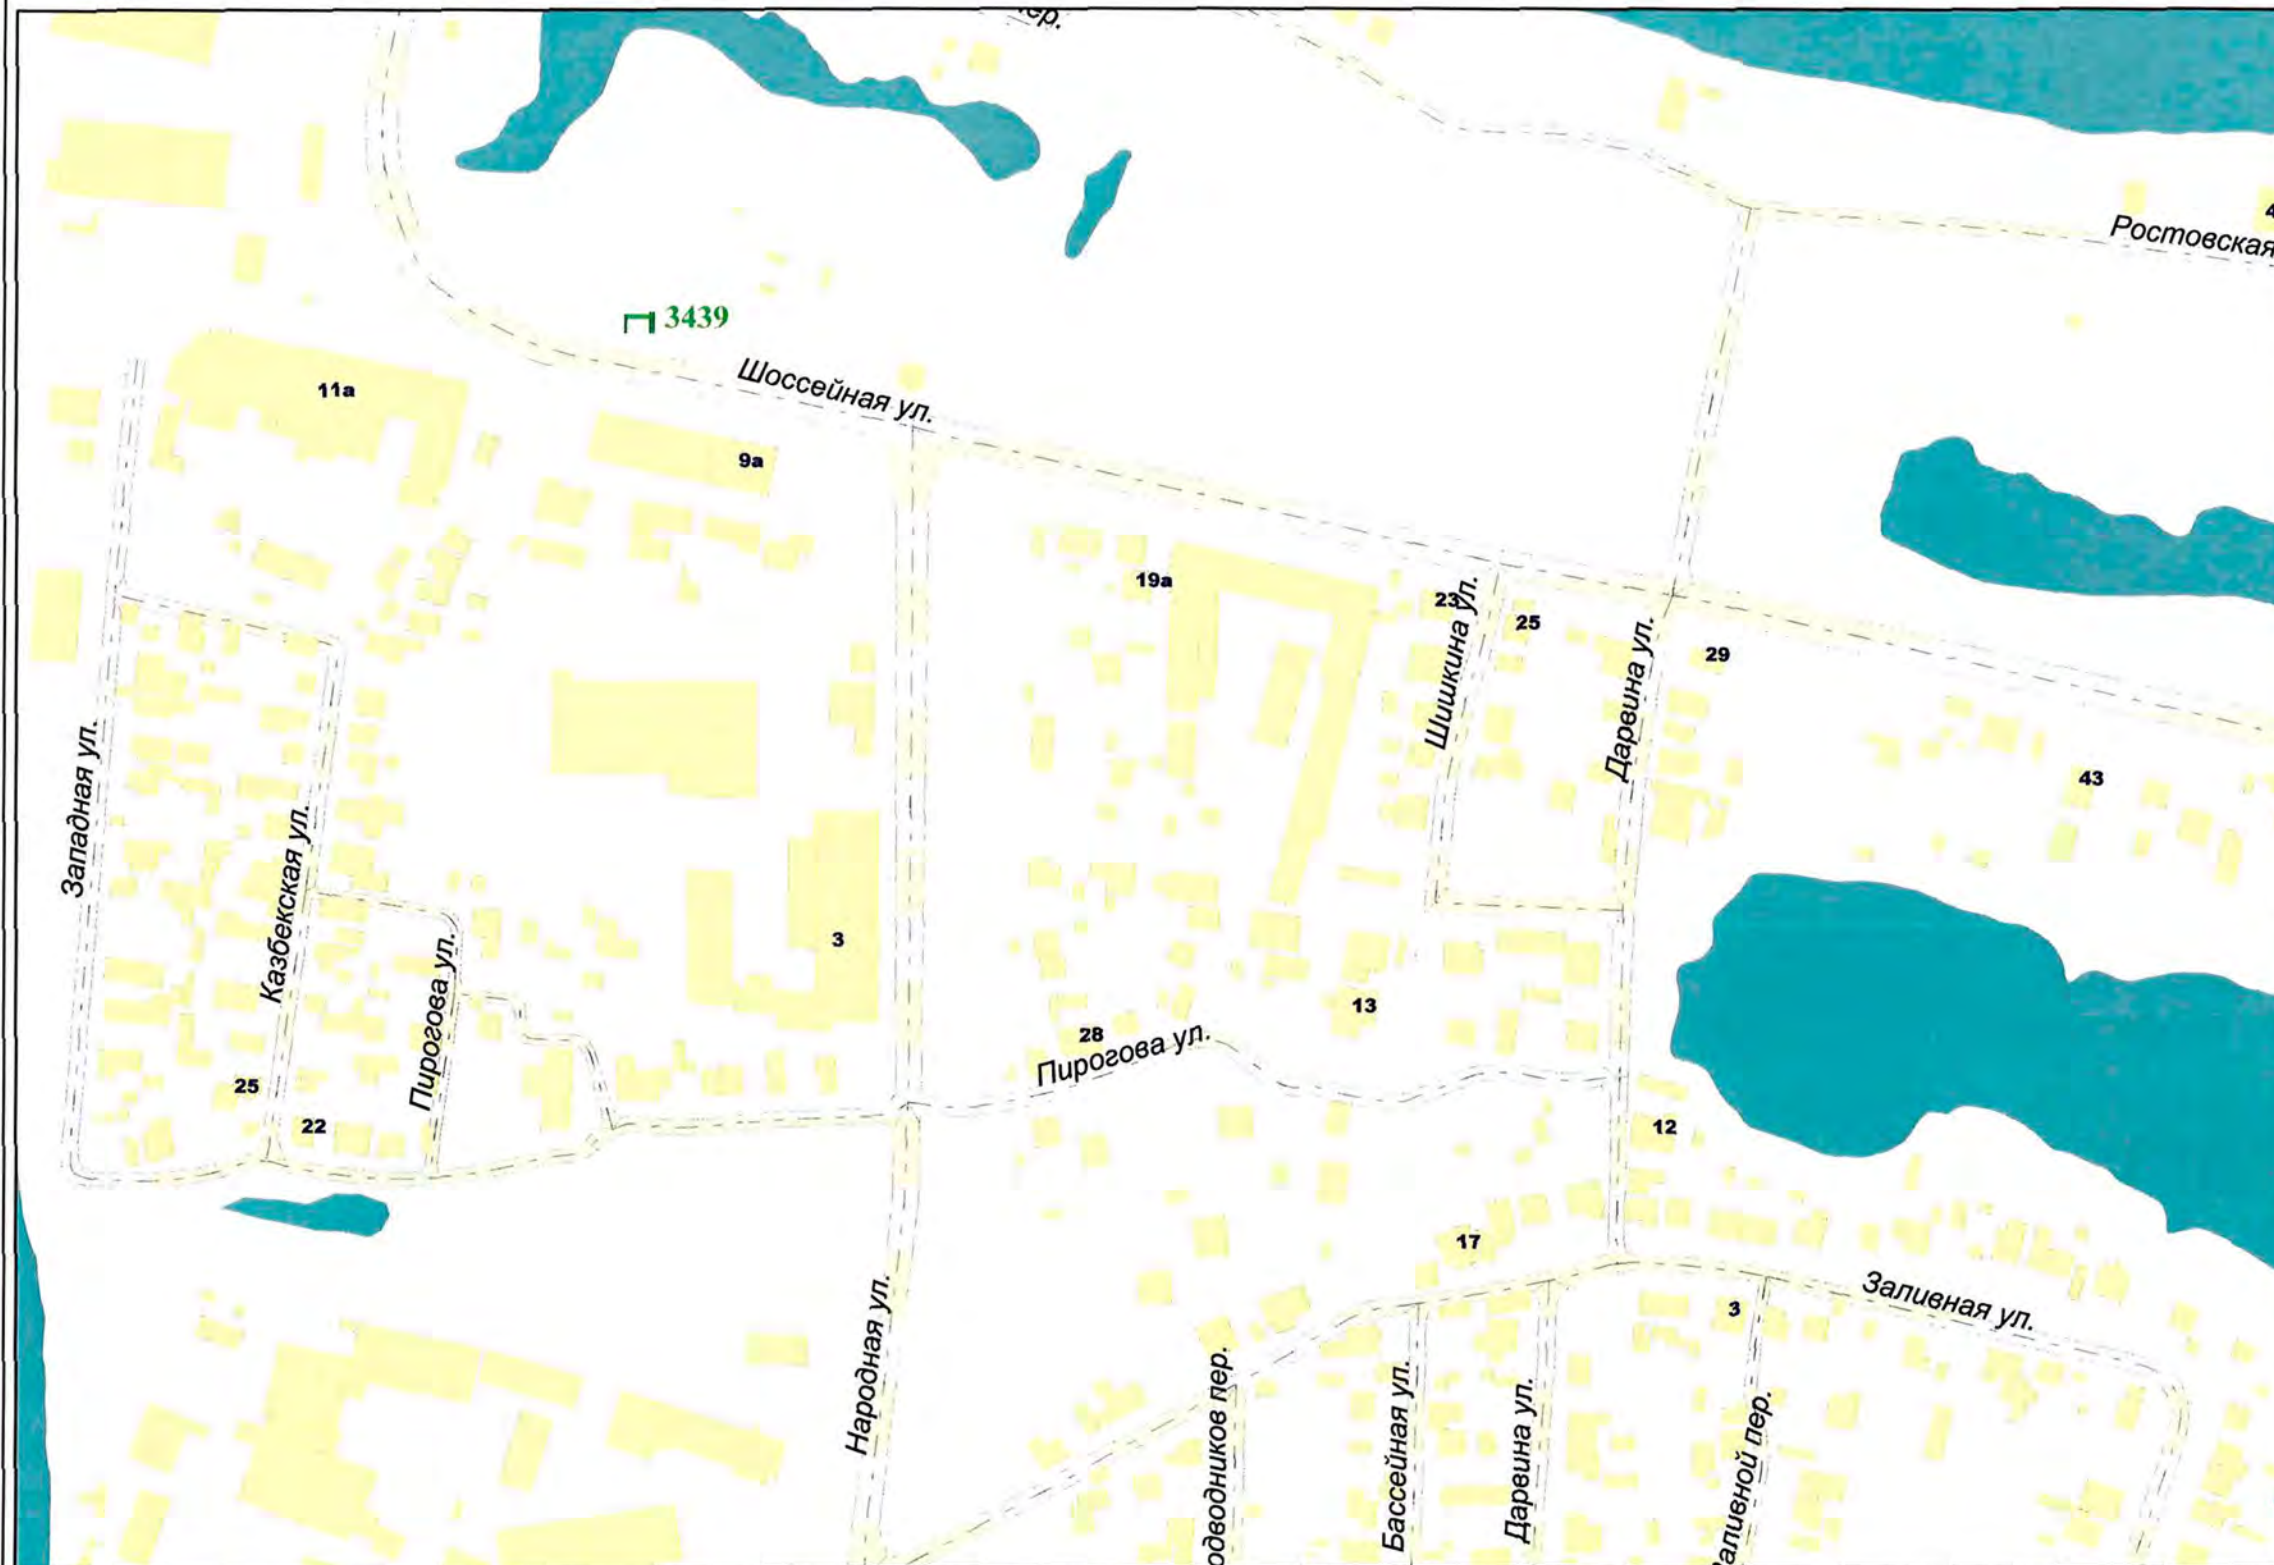 Ростовская
3439
Шоссейная ул.
11а
9а
19а
23
25
Шишкина ул.
Дарвина ул.
29
43
Западная ул.
Казбекская ул.
Пирогова ул.
3
13
28
Пирогова ул.
25
22
12
17
3
Заливная ул.
Народная ул.
Бассейная ул.
Дарвина ул.
пер.
пер.